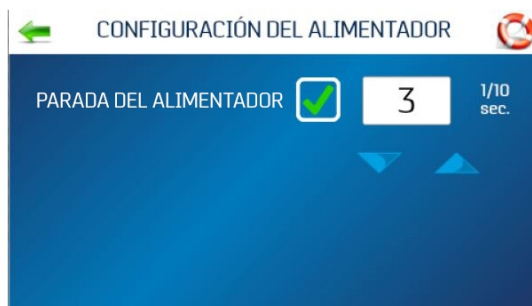 CONFIGURACIÓN DEL ALIMENTADOR
PARADA DEL ALIMENTADOR 3 1/10 sec.